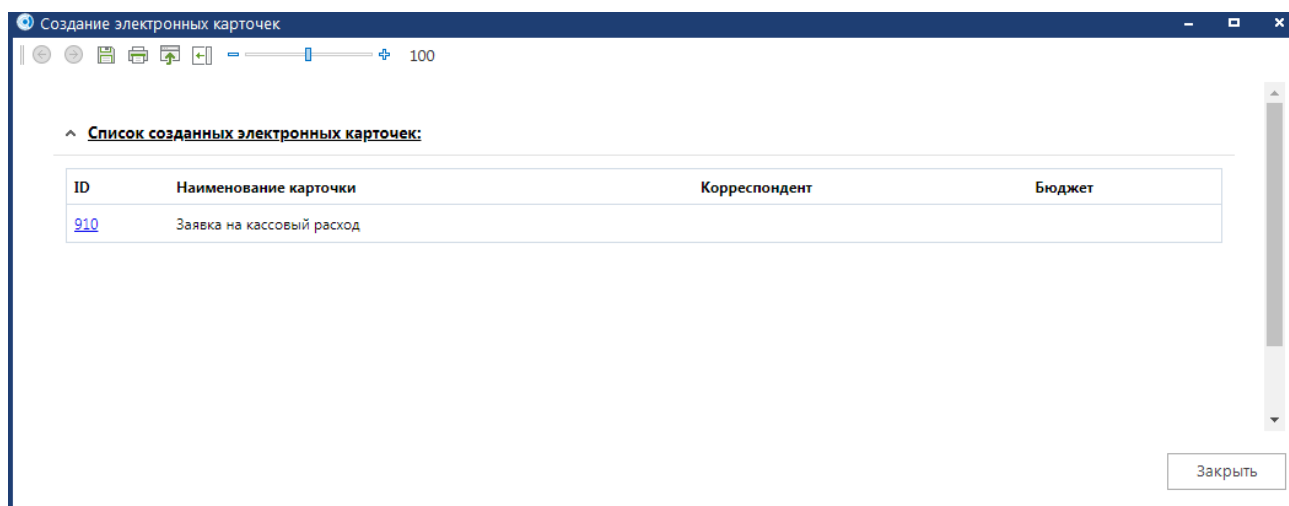 Создание электронных карточек
100
Список созданных электронных карточек:
ID Наименование карточки Корреспондент Бюджет
910 Заявка на кассовый расход
Закрыть